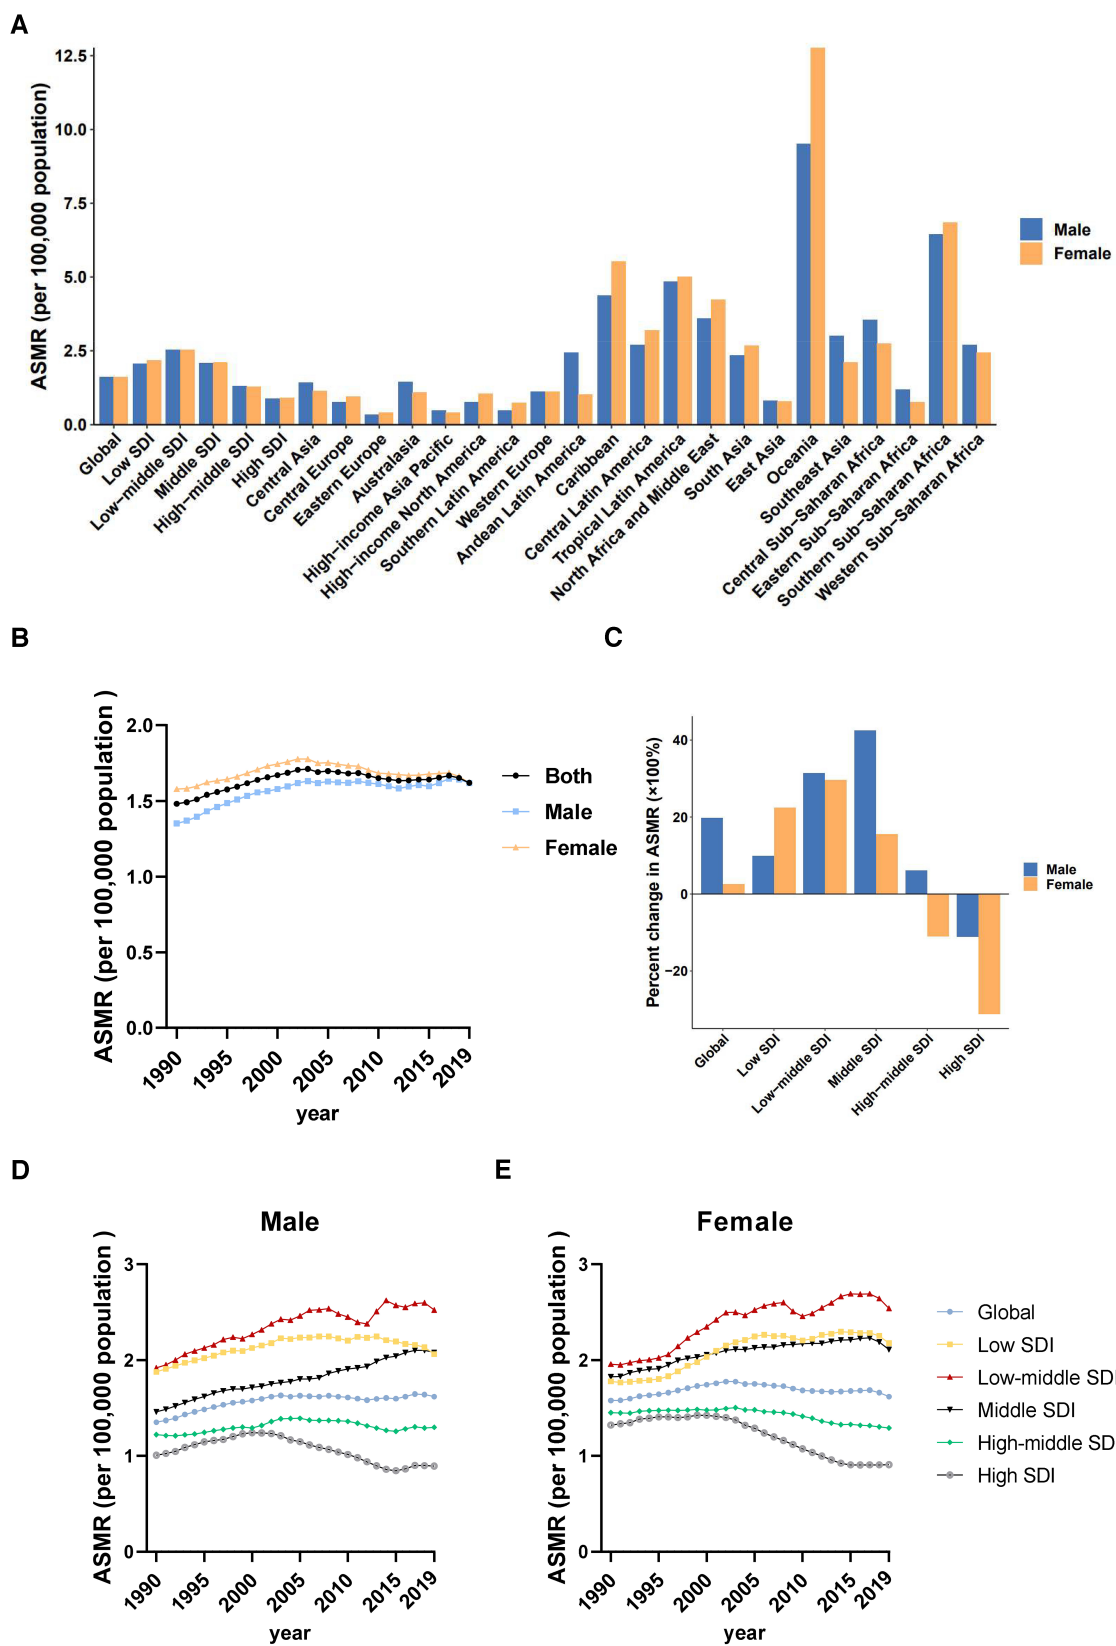 A
ASMR (per 100,000 population)
12.5
10.0
7.5
5.0
2.5
0.0
Global
Low SDI
Low−middle SDI
Middle SDI
High−middle SDI
High SDI
Central Asia
Central Europe
Eastern Europe
Australasia
High−income Asia Pacific
High−income North America
Southern Latin America
Western Europe
Andean Latin America
Caribbean
Central Latin America
Tropical Latin America
North Africa and Middle East
South Asia
East Asia
Oceania
Southeast Asia
Central Sub−Saharan Africa
Eastern Sub−Saharan Africa
Southern Sub−Saharan Africa
Western Sub−Saharan Africa
Male
Female
B
ASMR (per 100,000 population )
2.0
1.5
1.0
0.5
0.0
1990
1995
2000
2005
2010
2015
2019
year
Both
Male
Female
C
Percent change in ASMR (×100%)
40
20
0
−20
Global
Low SDI
Low−middle SDI
Middle SDI
High−middle SDI
High SDI
Male
Female
D
Male
ASMR (per 100,000 population )
3
2
1
0
1990
1995
2000
2005
2010
2015
2019
year
E
Female
ASMR (per 100,000 population )
3
2
1
0
1990
1995
2000
2005
2010
2015
2019
year
Global
Low SDI
Low-middle SDI
Middle SDI
High-middle SD
High SDI